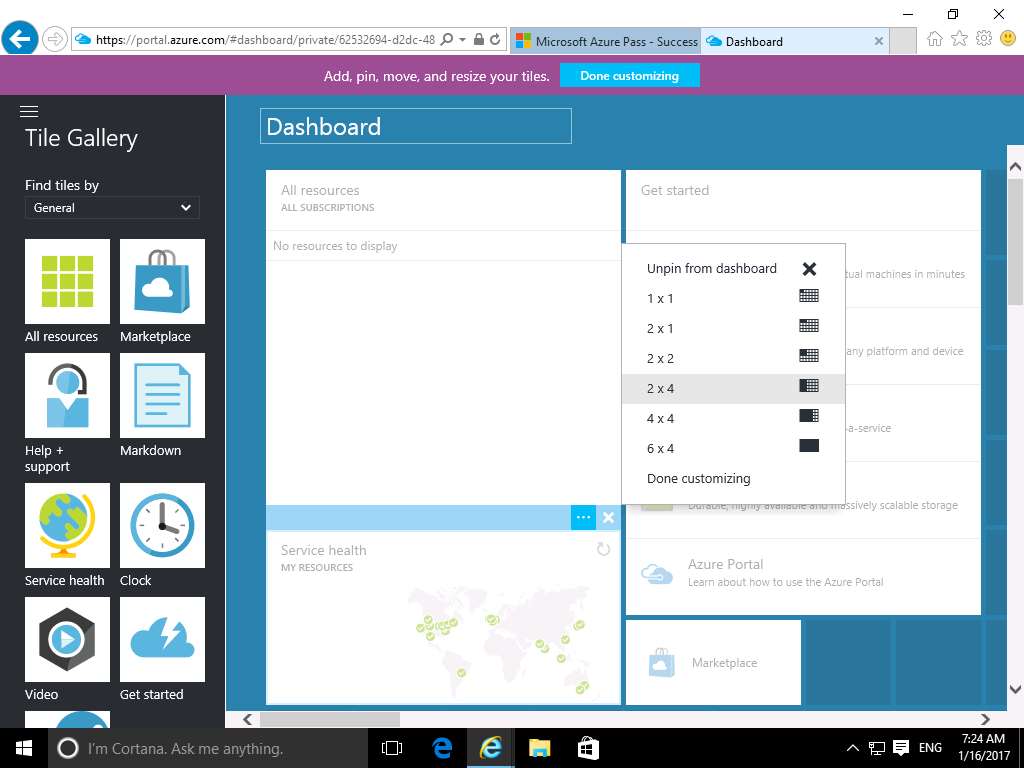 https://portal.azure.com/#dashboard/private/62532694-d2dc-48
Microsoft Azure Pass - Success
Dashboard
Add, pin, move, and resize your tiles.
Done customizing
Tile Gallery
Find tiles by
General
All resources
Marketplace
Help +
support
Markdown
Service health
Clock
Video
Get started
Dashboard
All resources
ALL SUBSCRIPTIONS
No resources to display
Get started
Unpin from dashboard
1 x 1
2 x 1
2 x 2
2 x 4
4 x 4
6 x 4
Done customizing
machines in minutes
any platform and device
-a-service
Durable, highly available and massively scalable storage
Azure Portal
Learn about how to use the Azure Portal
Service health
MY RESOURCES
Marketplace
I'm Cortana. Ask me anything.
ENG
7:24 AM
1/16/2017